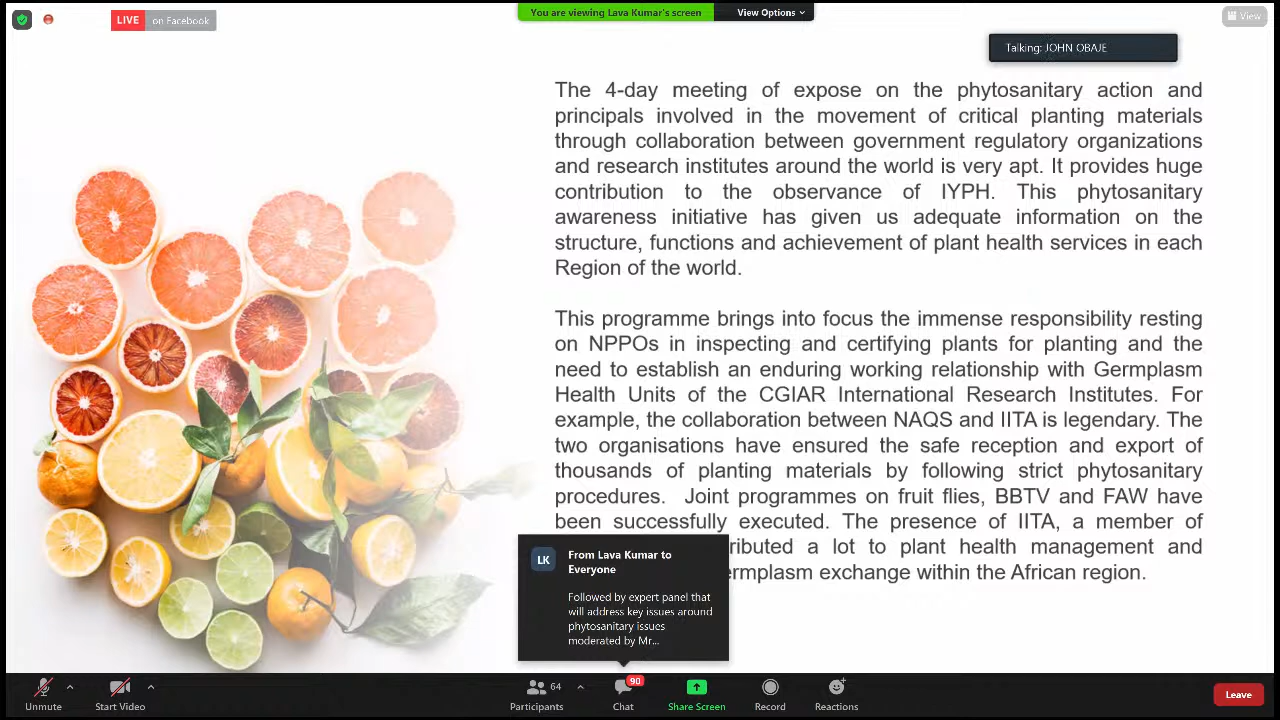 LIVE on Facebook
You are viewing Lava Kumar's screen
View Options
View
Talking: JOHN OBAJE
The 4-day meeting of expose on the phytosanitary action and
principals involved in the movement of critical planting materials
through collaboration between government regulatory organizations
and research institutes around the world is very apt. It provides huge
contribution to the observance of IYPH. This phytosanitary
awareness initiative has given us adequate information on the
structure, functions and achievement of plant health services in each
Region of the world.
This programme brings into focus the immense responsibility resting
on NPPOs in inspecting and certifying plants for planting and the
need to establish an enduring working relationship with Germplasm
Health Units of the CGIAR International Research Institutes. For
example, the collaboration between NAQS and IITA is legendary. The
two organisations have ensured the safe reception and export of
thousands of planting materials by following strict phytosanitary
procedures. Joint programmes on fruit flies, BBTV and FAW have
been successfully executed. The presence of IITA, a member of
a lot to plant health management and
exchange within the African region.
LK
From Lava Kumar to
Everyone
Followed by expert panel that
will address key issues around
phytosanitary issues
moderated by Mr...
Unmute
Start Video
64
Participants
90
Chat
Share Screen
Record
Reactions
Leave